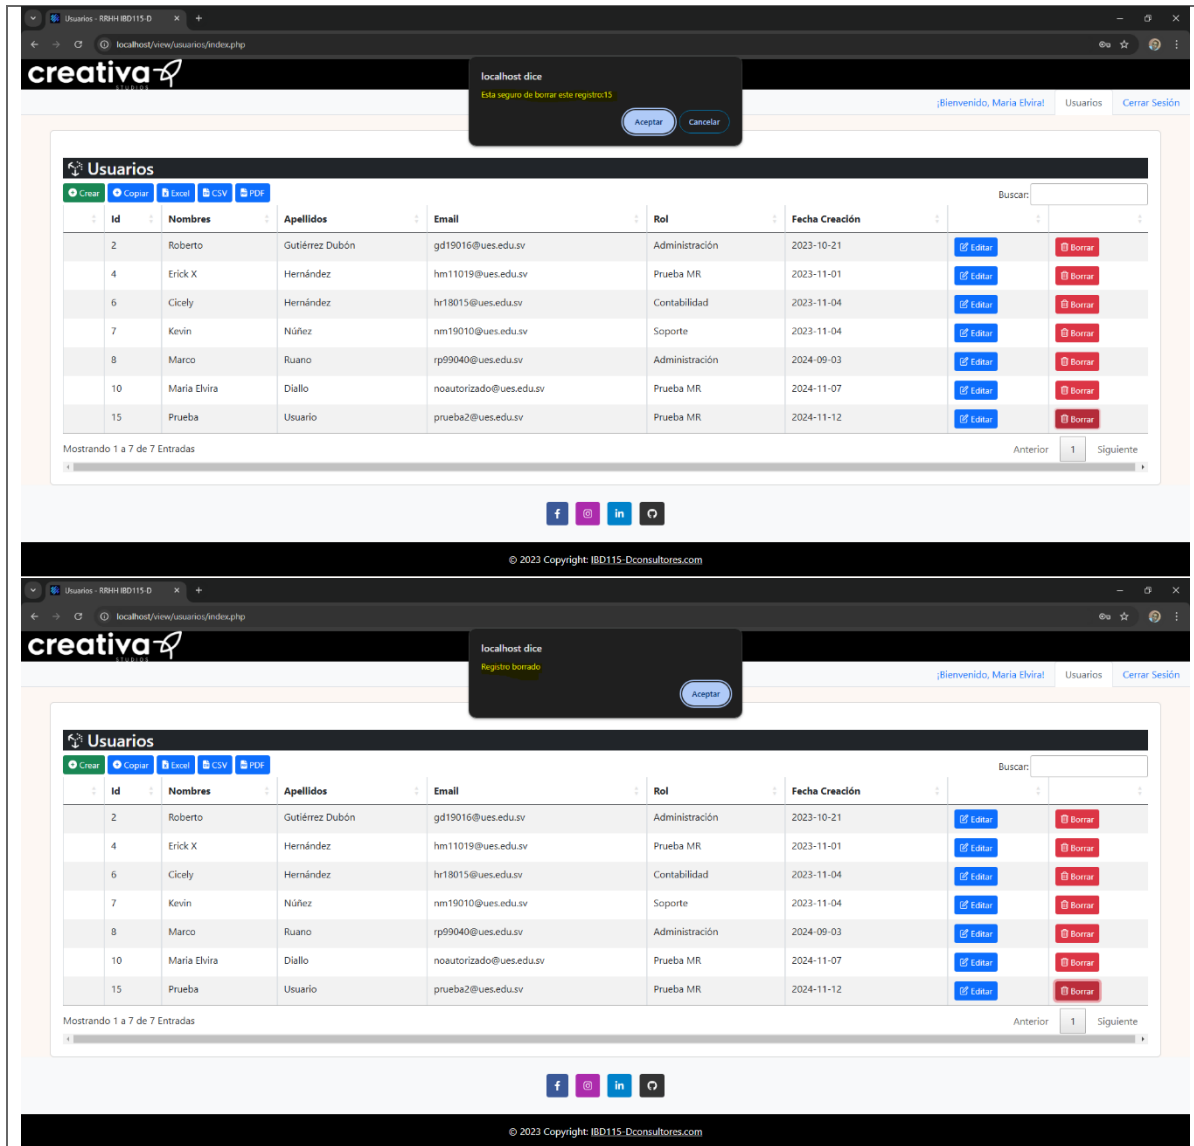 Usuarios - RRHH IBD115-D
localhost/view/usuarios/index.php
creativa
STUDIOS
localhost dice
Esta seguro de borrar este registro:15
Aceptar Cancelar
¡Bienvenido, Maria Elvira! Usuarios Cerrar Sesión
Usuarios
Crear Copiar Excel CSV PDF Buscar:
Id Nombres Apellidos Email Rol Fecha Creación
2 Roberto Gutiérrez Dubón gd19016@ues.edu.sv Administración 2023-10-21 Editar Borrar
4 Erick X Hernández hm11019@ues.edu.sv Prueba MR 2023-11-01 Editar Borrar
6 Cicely Hernández hr18015@ues.edu.sv Contabilidad 2023-11-04 Editar Borrar
7 Kevin Núñez nm19010@ues.edu.sv Soporte 2023-11-04 Editar Borrar
8 Marco Ruano rp99040@ues.edu.sv Administración 2024-09-03 Editar Borrar
10 Maria Elvira Diallo noautorizado@ues.edu.sv Prueba MR 2024-11-07 Editar Borrar
15 Prueba Usuario prueba2@ues.edu.sv Prueba MR 2024-11-12 Editar Borrar
Mostrando 1 a 7 de 7 Entradas Anterior 1 Siguiente
f in
© 2023 Copyright: IBD115-Dconsultores.com
Usuarios - RRHH IBD115-D
localhost/view/usuarios/index.php
creativa
STUDIOS
localhost dice
Registro borrado
Aceptar
¡Bienvenido, Maria Elvira! Usuarios Cerrar Sesión
Usuarios
Crear Copiar Excel CSV PDF Buscar:
Id Nombres Apellidos Email Rol Fecha Creación
2 Roberto Gutiérrez Dubón gd19016@ues.edu.sv Administración 2023-10-21 Editar Borrar
4 Erick X Hernández hm11019@ues.edu.sv Prueba MR 2023-11-01 Editar Borrar
6 Cicely Hernández hr18015@ues.edu.sv Contabilidad 2023-11-04 Editar Borrar
7 Kevin Núñez nm19010@ues.edu.sv Soporte 2023-11-04 Editar Borrar
8 Marco Ruano rp99040@ues.edu.sv Administración 2024-09-03 Editar Borrar
10 Maria Elvira Diallo noautorizado@ues.edu.sv Prueba MR 2024-11-07 Editar Borrar
15 Prueba Usuario prueba2@ues.edu.sv Prueba MR 2024-11-12 Editar Borrar
Mostrando 1 a 7 de 7 Entradas Anterior 1 Siguiente
f in
© 2023 Copyright: IBD115-Dconsultores.com